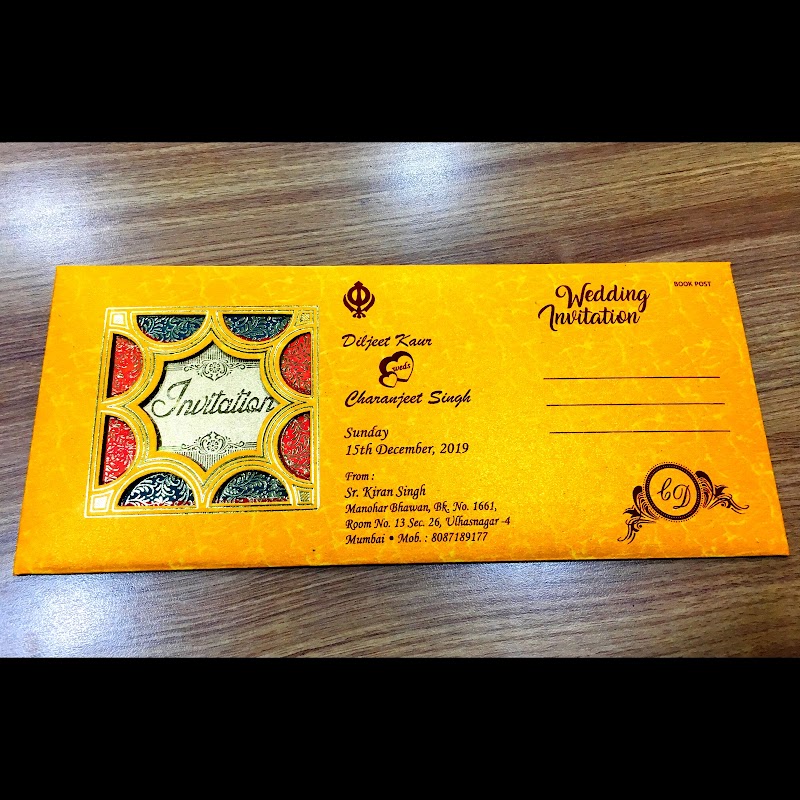 Invitation
Diljeet Kaur
weds
Charanjeet Singh
Sunday
15th December, 2019
From :
Sr. Kiran Singh
Manohar Bhawan, Bk. No. 1661,
Room No. 13 Sec. 26, Ulhasnagar -4
Mumbai • Mob. : 8087189177
Wedding
Invitation
BOOK POST
CD